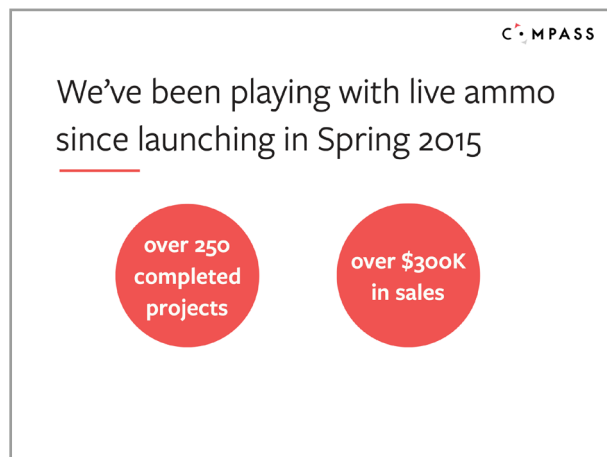 COMPASS
We've been playing with live ammo
since launching in Spring 2015
over 250
completed
projects
over $300K
in sales